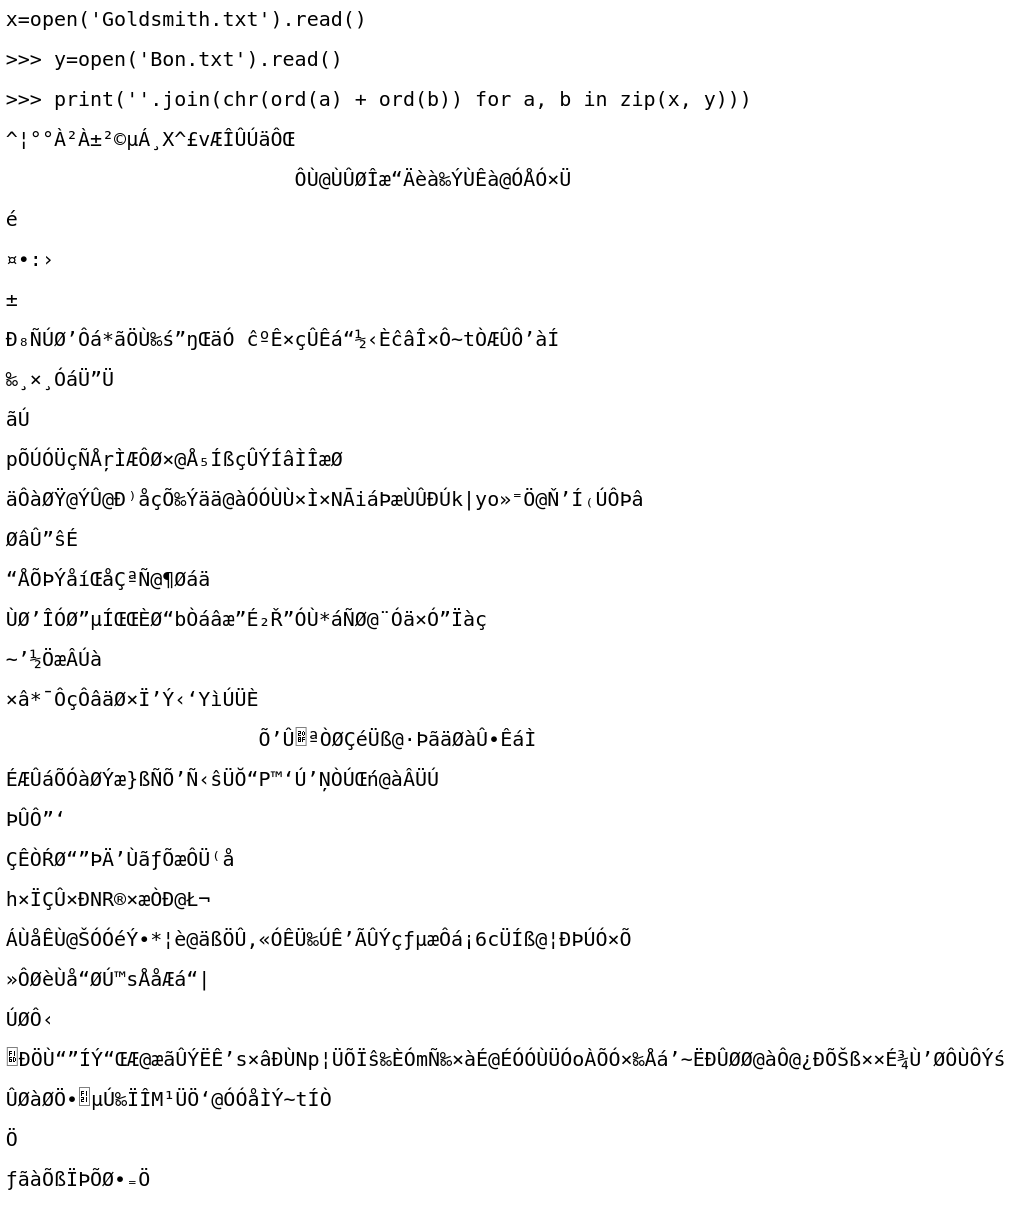 x=open('Goldsmith.txt').read()
>>> y=open('Bon.txt').read()
>>> print(''.join(chr(ord(a) + ord(b)) for a, b in zip(x, y)))
^¦°°À²À±²©µÁ¸X^£vÆÎÛÚäÔŒ
ÔÙ@ÙÛØÎæ“Äèà‰ÝÙÊà@ÓÅÓ×Ü
é
¤•:›
±
Ð₈ÑÚØ’Ôá*ãÖÙ‰ś”ŋŒäÓ ĉºÊ×çÛÊá“½‹ÈĉâÎ×Ô~tÒÆÛÔ’àÍ
‰¸×¸ÓáÜ”Ü
ãÚ
pÕÚÓÜçÑÅŗÌÆÔØ×@Å₅ÍßçÛÝÍâÌÎæØ
äÔàØŸ@ÝÛ@Ð⁾åçÕ‰Ýää@àÓÓÙÙ×Ì×NĀiáÞæÙÛÐÚk|yo»⁼Ö@Ň’Í₍ÚÔÞâ
ØâÛ”ŝÉ
“ÅÕÞÝåíŒåÇªÑ@¶Øáä
ÙØ’ÎÓØ”µÍŒŒÈØ“bÒáâæ”É₂Ř”ÓÙ*áÑØ@¨Óä×Ó”Ïàç
~’½ÖæÂÚà
×â*¯ÔçÔâäØ×Ï’Ý‹‘YìÚÜÈ
Õ’ÛªÒØÇéÜß@·ÞãäØàÛ•ÊáÌ
ÉÆÛáÕÓàØÝæ}ßÑÕ’Ñ‹ŝÜŎ“P™‘Ú’ŅÒÚŒń@àÂÜÚ
ÞÛÔ”‘
ÇÊÒŔØ“”ÞÄ’ÙãƒÕæÔÜ⁽å
h×ÏÇÛ×ÐNR®×æÒÐ@Ł¬
ÁÙåÊÙ@ŠÓÓéÝ•*¦è@äßÖÛ‚«ÓÊÜ‰ÚÊ’ÃÛÝçƒµæÔá¡6cÜÍß@¦ÐÞÚÓ×Õ
»ÔØèÙå“ØÚ™sÅåÆá“|
ÚØÔ‹
ÐÖÙ“”ÍÝ“ŒÆ@æãÛÝËÊ’s×âÐÙNp¦ÜÕÏŝ‰ÈÓmÑ‰×àÉ@ÉÓÓÙÜÓoÀÕÓ×‰Åá’~ËÐÛØØ@àÔ@¿ÐÕŠß××É¾Ù’ØÔÙÔÝś
ÛØàØÖ•µÚ‰ÏÎM¹ÜÖ‘@ÓÓåÌÝ~tÍÒ
Ö
ƒãàÕßÏÞÕØ•₌Ö